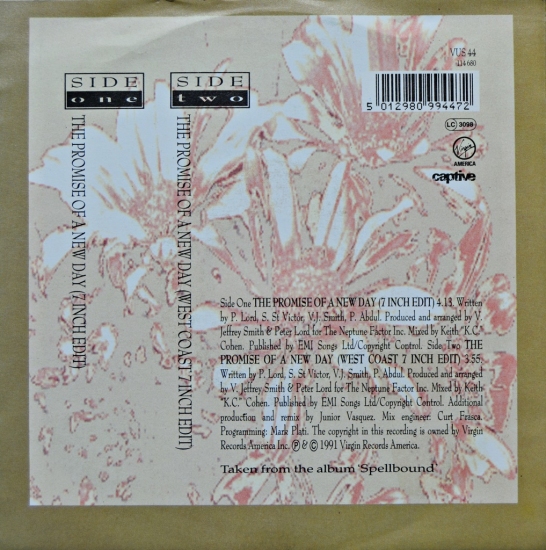 SIDE
one
SIDE
two
THE PROMISE OF A NEW DAY (7 INCH EDIT)
THE PROMISE OF A NEW DAY (WEST COAST 7 INCH EDIT)
VUS 44
114 680
5 012980 994472
LC 3098
Virgin
AMERICA
captive
Side One THE PROMISE OF A NEW DAY (7 INCH EDIT) 4.13. Written
by P. Lord, S. St Victor, V.J. Smith, P. Abdul. Produced and arranged by V.
Jeffrey Smith & Peter Lord for The Neptune Factor Inc. Mixed by Keith "K.C."
Cohen. Published by EMI Songs Ltd/Copyright Control. Side Two THE
PROMISE OF A NEW DAY (WEST COAST 7 INCH EDIT) 3.55.
Written by P. Lord, S. St Victor, V.J. Smith, P. Abdul. Produced and arranged
by V. Jeffrey Smith & Peter Lord for The Neptune Factor Inc. Mixed by Keith
"K.C." Cohen. Published by EMI Songs Ltd/Copyright Control. Additional
production and remix by Junior Vasquez. Mix engineer: Curt Frasca.
Programming: Mark Plati. The copyright in this recording is owned by Virgin
Records America Inc. ℗ & © 1991 Virgin Records America.
Taken from the album 'Spellbound'